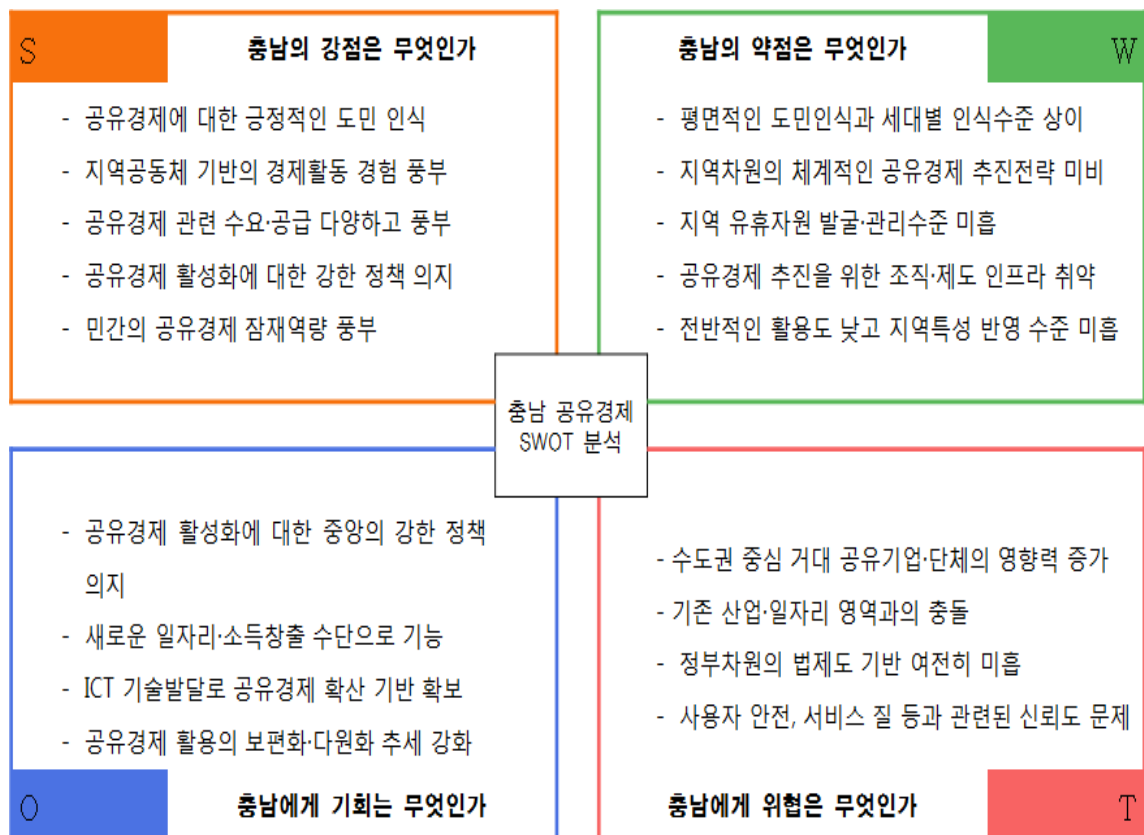 S
충남의 강점은 무엇인가
- 공유경제에 대한 긍정적인 도민 인식
- 지역공동체 기반의 경제활동 경험 풍부
- 공유경제 관련 수요·공급 다양하고 풍부
- 공유경제 활성화에 대한 강한 정책 의지
- 민간의 공유경제 잠재역량 풍부
충남의 약점은 무엇인가
W
- 평면적인 도민인식과 세대별 인식수준 상이
- 지역차원의 체계적인 공유경제 추진전략 미비
- 지역 유휴자원 발굴·관리수준 미흡
- 공유경제 추진을 위한 조직·제도 인프라 취약
- 전반적인 활용도 낮고 지역특성 반영 수준 미흡
충남 공유경제
SWOT 분석
- 공유경제 활성화에 대한 중앙의 강한 정책
의지
- 새로운 일자리·소득창출 수단으로 기능
- ICT 기술발달로 공유경제 확산 기반 확보
- 공유경제 활용의 보편화·다원화 추세 강화
O
충남에게 기회는 무엇인가
- 수도권 중심 거대 공유기업·단체의 영향력 증가
- 기존 산업·일자리 영역과의 충돌
- 정부차원의 법제도 기반 여전히 미흡
- 사용자 안전, 서비스 질 등과 관련된 신뢰도 문제
충남에게 위협은 무엇인가
T